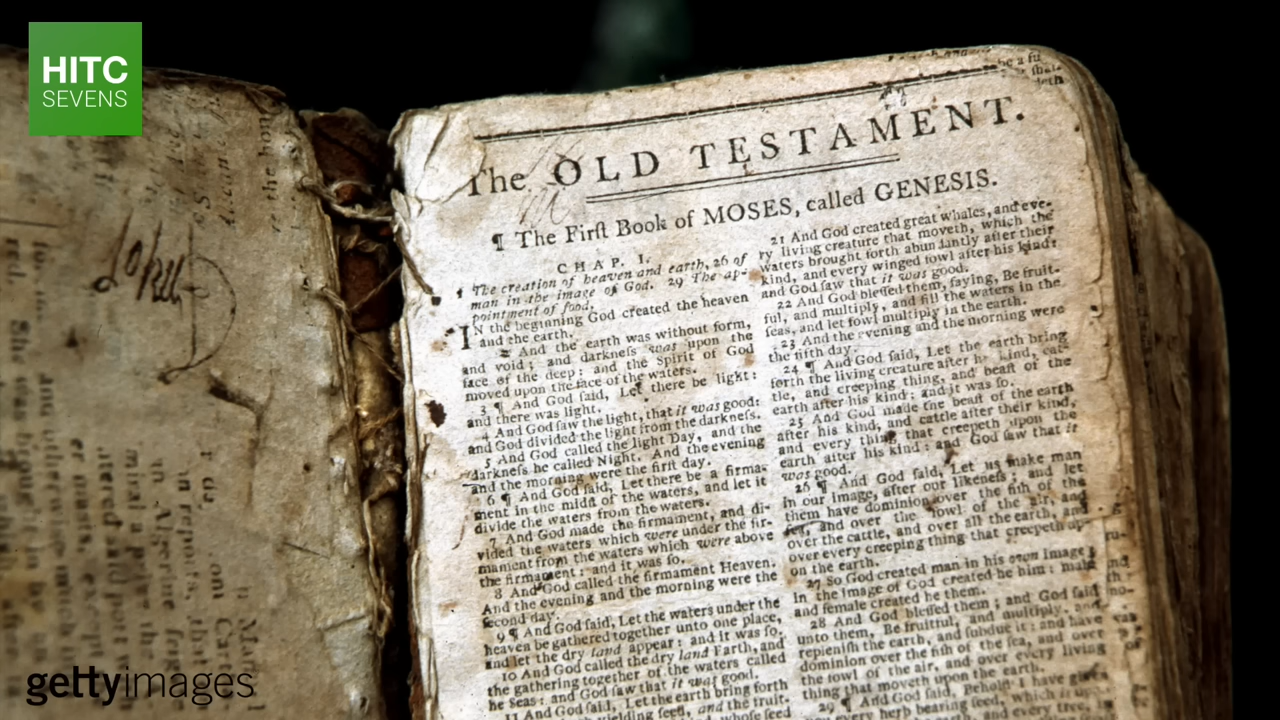 HITC
SEVENS
The OLD TESTAMENT.
¶ The Firſt Book of MOSES, called GENESIS.
CHAP. I.
1 The creation of heaven and earth, 26 of
man in the image of God. 29 The ap-
pointment of food.
IN the beginning God created the heaven
and the earth.
2 And the earth was without form,
and void; and darkneſs was upon the
face of the deep: and the Spirit of God
moved upon the face of the waters.
3 ¶ And God ſaid, Let there be light:
and there was light.
4 And God ſaw the light, that it was good:
and God divided the light from the darkneſs.
5 And God called the light Day, and the
darkneſs he called Night. And the evening
and the morning were the firſt day.
6 ¶ And God ſaid, Let there be a firma-
ment in the midſt of the waters, and let it
divide the waters from the waters.
7 And God made the firmament, and di-
vided the waters which were under the fir-
mament from the waters which were above
the firmament: and it was ſo.
8 And God called the firmament Heaven.
And the evening and the morning were the
ſecond day.
9 ¶ And God ſaid, Let the waters under the
heaven be gathered together unto one place,
and let the dry land appear: and it was ſo.
10 And God called the dry land Earth, and
the gathering together of the waters called
he Seas: and God ſaw that it was good.
11 And God ſaid, Let the earth bring forth
yielding ſeed, and the fruit-
whoſe ſeed
21 And God created great whales, and eve-
ry living creature that moveth, which the
waters brought forth abundantly after their
kind, and every winged fowl after his kind:
and God ſaw that it was good.
22 And God bleſſed them, ſaying, Be fruit-
ful, and multiply, and fill the waters in the
ſeas, and let fowl multiply in the earth.
23 And the evening and the morning were
the fifth day.
24 ¶ And God ſaid, Let the earth bring
forth the living creature after his kind, cat-
tle, and creeping thing, and beaſt of the
earth after his kind: and it was ſo.
25 And God made the beaſt of the earth
after his kind, and cattle after their kind,
and every thing that creepeth upon the
earth after his kind: and God ſaw that it
was good.
26 ¶ And God ſaid, Let us make man
in our image, after our likeneſs; and let
them have dominion over the fiſh of the
ſea, and over the fowl of the air, and
over the cattle, and over all the earth, and
over every creeping thing that creepeth
on the earth.
27 So God created man in his own Image;
in the Image of God created he him: male
and female created he them.
28 And God bleſſed them; and God ſaid
unto them, Be fruitful, and multiply, and
repleniſh the earth, and ſubdue it: and have
dominion over the fiſh of the ſea, and over
the fowl of the air, and over every living
thing that moveth upon the earth.
29 ¶ And God ſaid, Behold, I have given
you every herb bearing ſeed, which
gettyimages